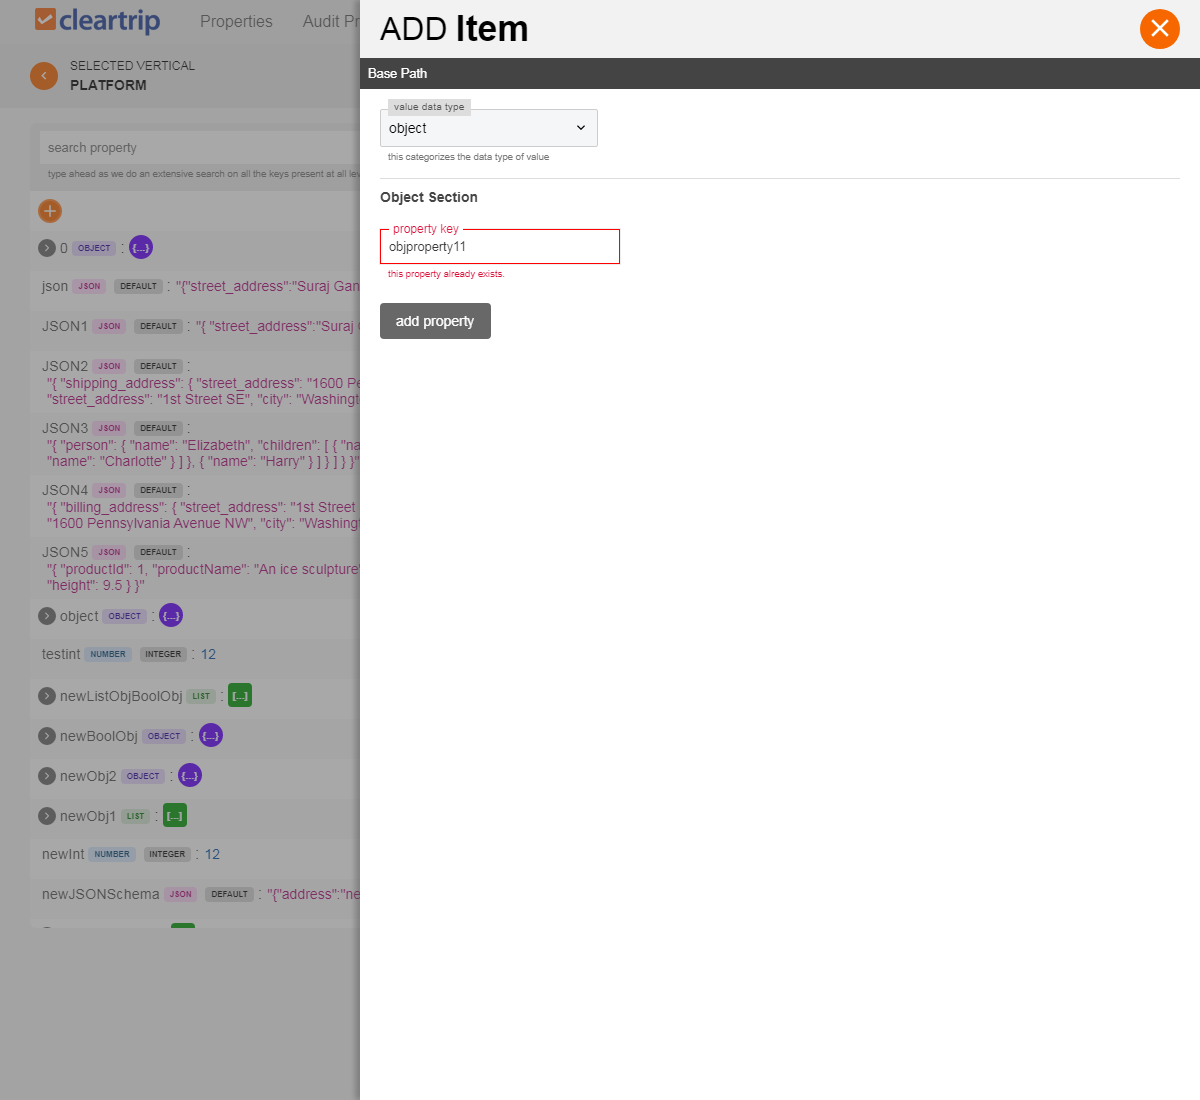 cleartrip
Properties
Audit Pr
SELECTED VERTICAL
PLATFORM
search property
type ahead as we do an extensive search on all the keys present at all lev
0 OBJECT : {...}
json JSON DEFAULT : "{"street_address":"Suraj Gan
JSON1 JSON DEFAULT : "{ "street_address":"Suraj G
JSON2 JSON DEFAULT :
"{ "shipping_address": { "street_address": "1600 Pe
"street_address": "1st Street SE", "city": "Washingt
JSON3 JSON DEFAULT :
"{ "person": { "name": "Elizabeth", "children": [ { "na
"name": "Charlotte" } ] }, { "name": "Harry" } ] } ] } }"
JSON4 JSON DEFAULT :
"{ "billing_address": { "street_address": "1st Street
"1600 Pennsylvania Avenue NW", "city": "Washingt
JSON5 JSON DEFAULT :
"{ "productId": 1, "productName": "An ice sculpture"
"height": 9.5 } }"
object OBJECT : {...}
testint NUMBER INTEGER : 12
newListObjBoolObj LIST : [...]
newBoolObj OBJECT : {...}
newObj2 OBJECT : {...}
newObj1 LIST : [...]
newInt NUMBER INTEGER : 12
newJSONSchema JSON DEFAULT : "{"address":"ne
ADD Item
Base Path
value data type
object
this categorizes the data type of value
Object Section
property key
objproperty11
this property already exists.
add property